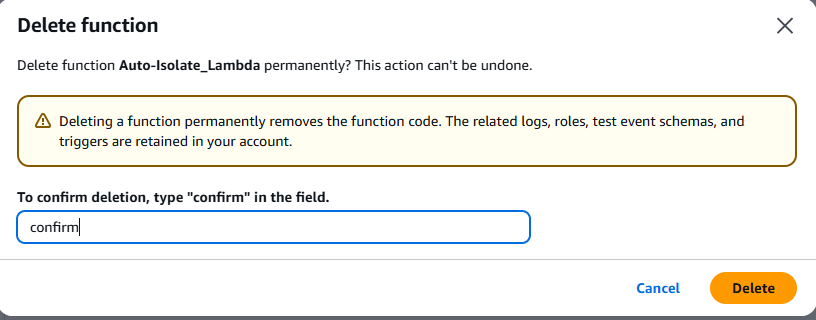 Delete function
Delete function Auto-Isolate_Lambda permanently? This action can't be undone.
Deleting a function permanently removes the function code. The related logs, roles, test event schemas, and
triggers are retained in your account.
To confirm deletion, type "confirm" in the field.
confirm
Cancel
Delete